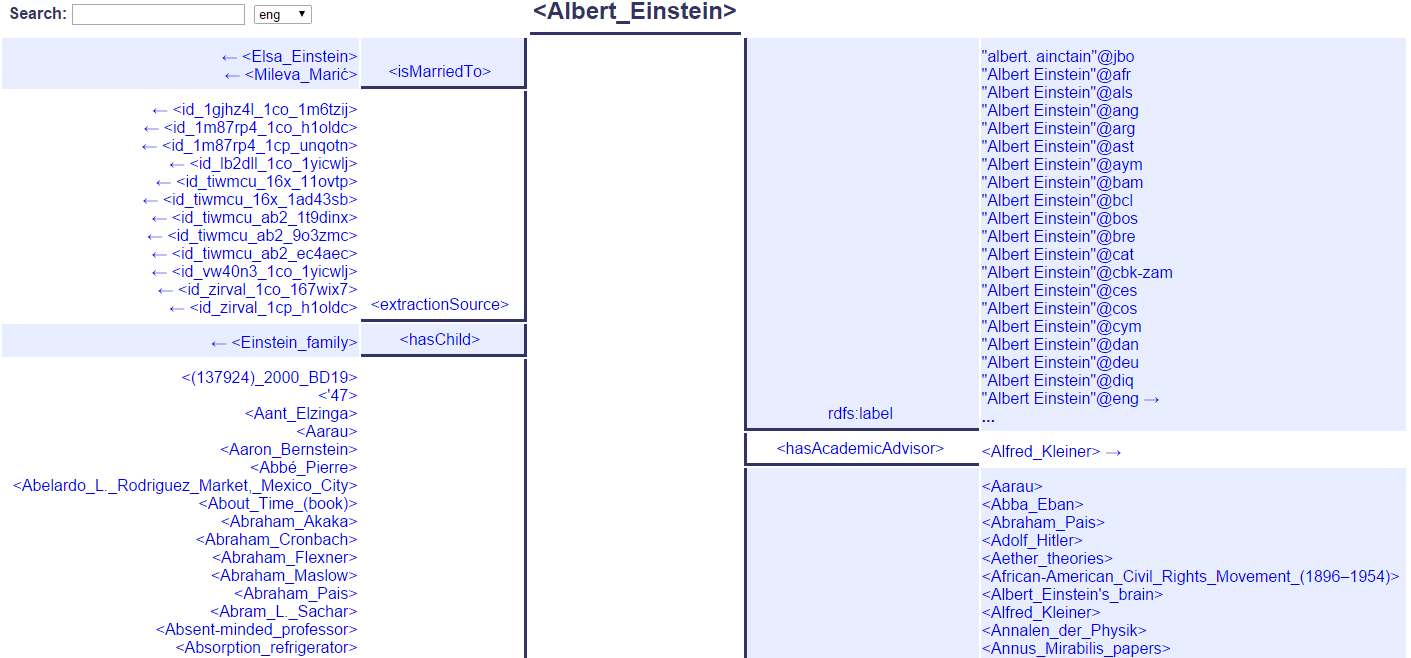 Search: eng
<Albert_Einstein>
← <Elsa_Einstein>
← <Mileva_Marić>
<isMarriedTo>
← <id_1gjhz4l_1co_1m6tzij>
← <id_1m87rp4_1co_h1oldc>
← <id_1m87rp4_1cp_unqotn>
← <id_lb2dll_1co_1yicwlj>
← <id_tiwmcu_16x_11ovtp>
← <id_tiwmcu_16x_1ad43sb>
← <id_tiwmcu_ab2_1t9dinx>
← <id_tiwmcu_ab2_9o3zmc>
← <id_tiwmcu_ab2_ec4aec>
← <id_vw40n3_1co_1yicwlj>
← <id_zirval_1co_167wix7>
← <id_zirval_1cp_h1oldc>
<extractionSource>
← <Einstein_family>
<hasChild>
<(137924)_2000_BD19>
<'47>
<Aant_Elzinga>
<Aarau>
<Aaron_Bernstein>
<Abbé_Pierre>
<Abelardo_L._Rodriguez_Market,_Mexico_City>
<About_Time_(book)>
<Abraham_Akaka>
<Abraham_Cronbach>
<Abraham_Flexner>
<Abraham_Maslow>
<Abraham_Pais>
<Abram_L._Sachar>
<Absent-minded_professor>
<Absorption_refrigerator>
"albert. ainctain"@jbo
"Albert Einstein"@afr
"Albert Einstein"@als
"Albert Einstein"@ang
"Albert Einstein"@arg
"Albert Einstein"@ast
"Albert Einstein"@aym
"Albert Einstein"@bam
"Albert Einstein"@bcl
"Albert Einstein"@bos
"Albert Einstein"@bre
"Albert Einstein"@cat
"Albert Einstein"@cbk-zam
"Albert Einstein"@ces
"Albert Einstein"@cos
"Albert Einstein"@cym
"Albert Einstein"@dan
"Albert Einstein"@deu
"Albert Einstein"@diq
"Albert Einstein"@eng →
...
rdfs:label
<hasAcademicAdvisor>
<Alfred_Kleiner> →
<Aarau>
<Abba_Eban>
<Abraham_Pais>
<Adolf_Hitler>
<Aether_theories>
<African-American_Civil_Rights_Movement_(1896–1954)>
<Albert_Einstein's_brain>
<Alfred_Kleiner>
<Annalen_der_Physik>
<Annus_Mirabilis_papers>